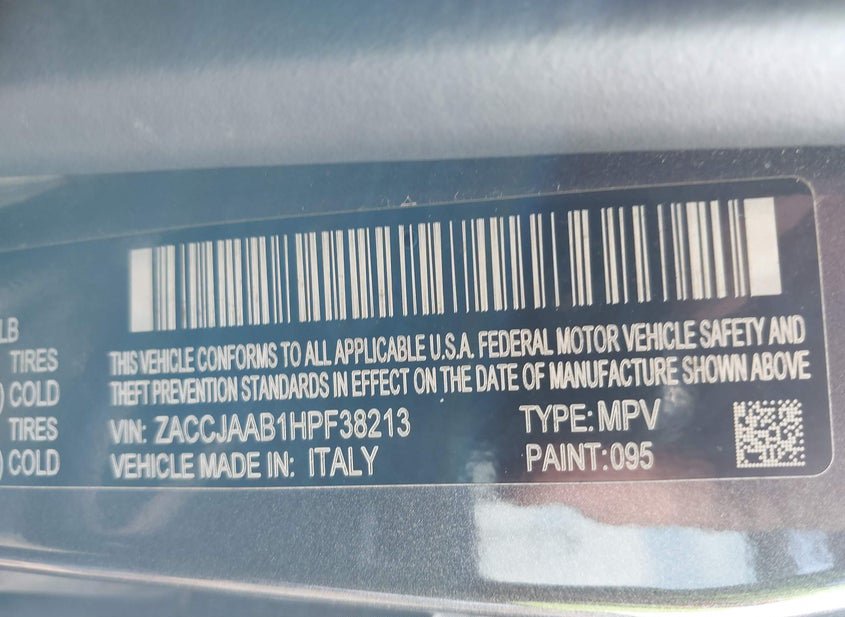 LB
TIRES
) COLD
TIRES
) COLD
THIS VEHICLE CONFORMS TO ALL APPLICABLE U.S.A. FEDERAL MOTOR VEHICLE SAFETY AND
THEFT PREVENTION STANDARDS IN EFFECT ON THE DATE OF MANUFACTURE SHOWN ABOVE
VIN: ZACCJAAB1HPF38213 TYPE: MPV
VEHICLE MADE IN: ITALY PAINT: 095